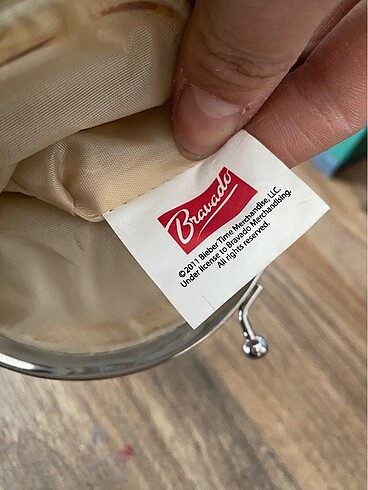 Bravado
©2011 Bieber Time Merchandise, LLC
Under license to Bravado Merchandising.
All rights reserved.